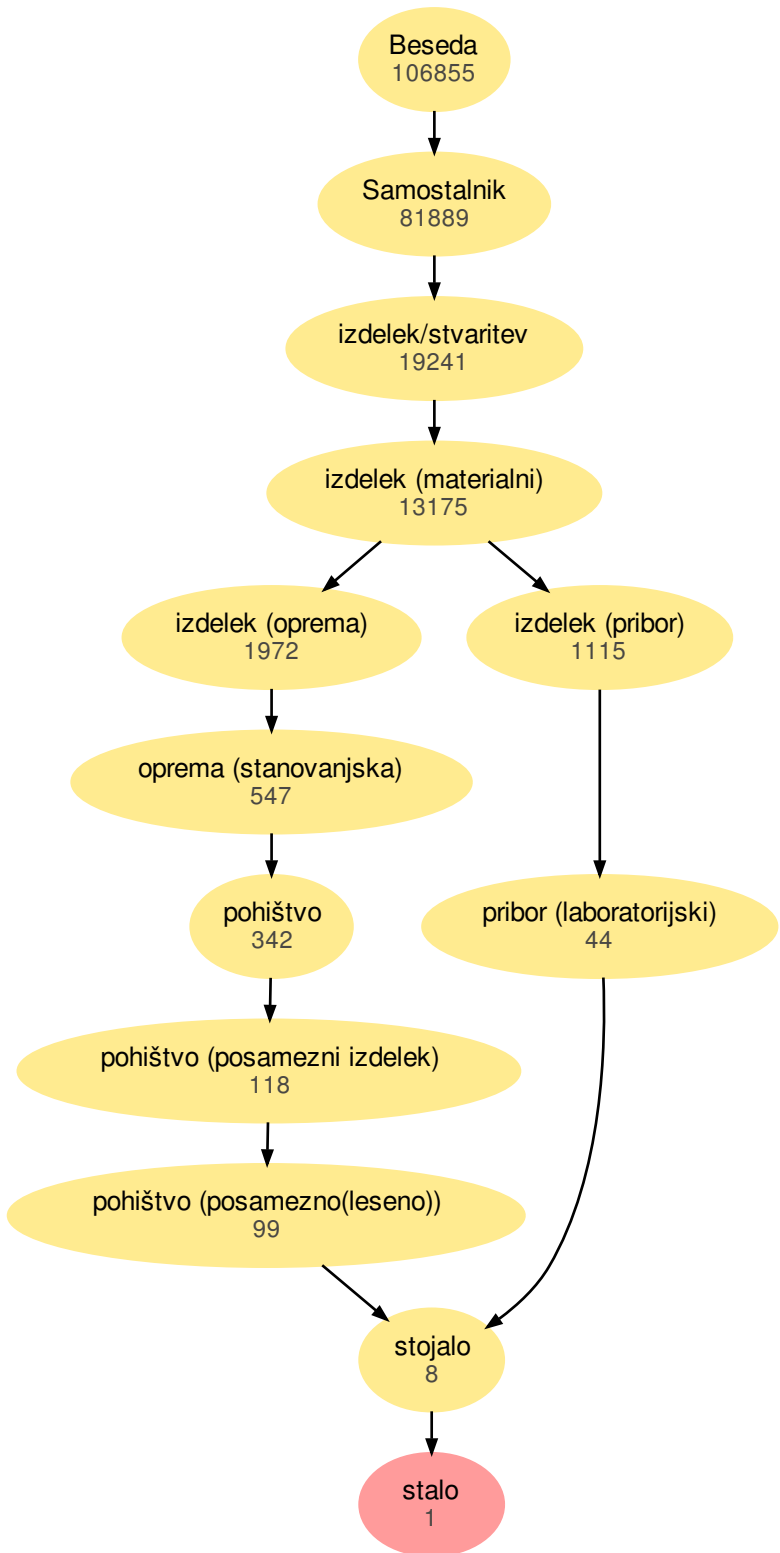 Beseda
106855
Samostalnik
81889
izdelek/stvaritev
19241
izdelek (materialni)
13175
izdelek (oprema)
1972
izdelek (pribor)
1115
oprema (stanovanjska)
547
pohištvo
342
pribor (laboratorijski)
44
pohištvo (posamezni izdelek)
118
pohištvo (posamezno(leseno))
99
stojalo
8
stalo
1